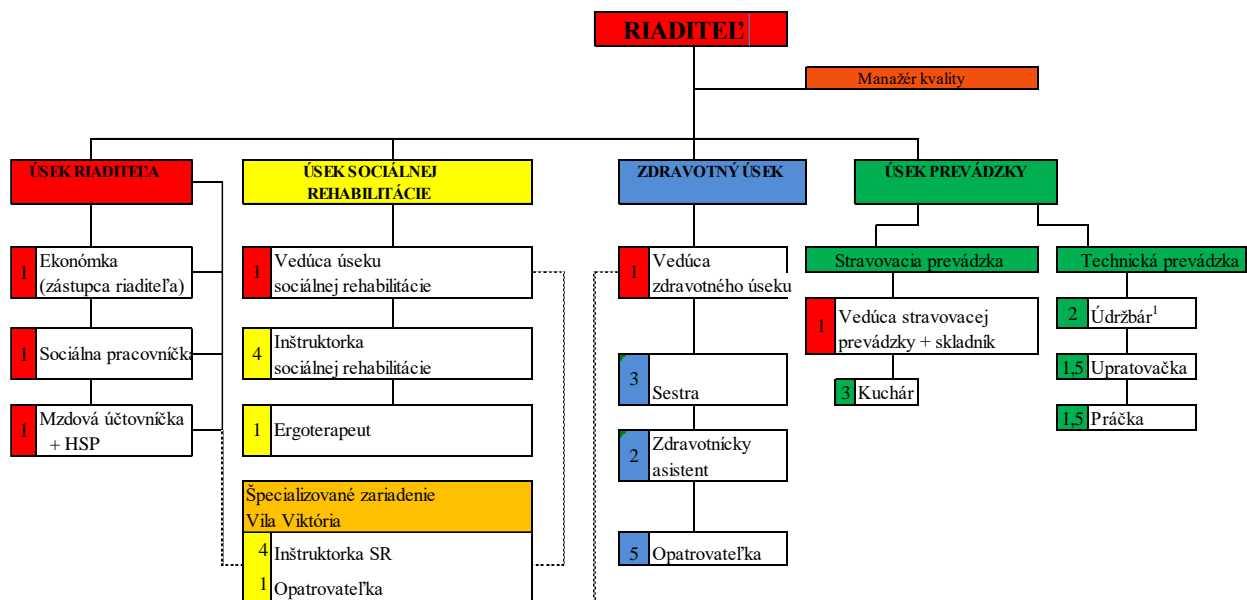 RIADITEĽ
Manažér kvality
ÚSEK RIADITEĽA
1 Ekonómka
(zástupca riaditeľa)
1 Sociálna pracovníčka
1 Mzdová účtovníčka
+ HSP
ÚSEK SOCIÁLNEJ
REHABILITÁCIE
1 Vedúca úseku
sociálnej rehabilitácie
4 Inštruktorka
sociálnej rehabilitácie
1 Ergoterapeut
Špecializované zariadenie
Vila Viktória
4 Inštruktorka SR
1 Opatrovateľka
ZDRAVOTNÝ ÚSEK
1 Vedúca
zdravotného úseku
3 Sestra
2 Zdravotnícky
asistent
5 Opatrovateľka
ÚSEK PREVÁDZKY
Stravovacia prevádzka
1 Vedúca stravovacej
prevádzky + skladník
3 Kuchár
Technická prevádzka
2 Údržbár¹
1,5 Upratovačka
1,5 Práčka